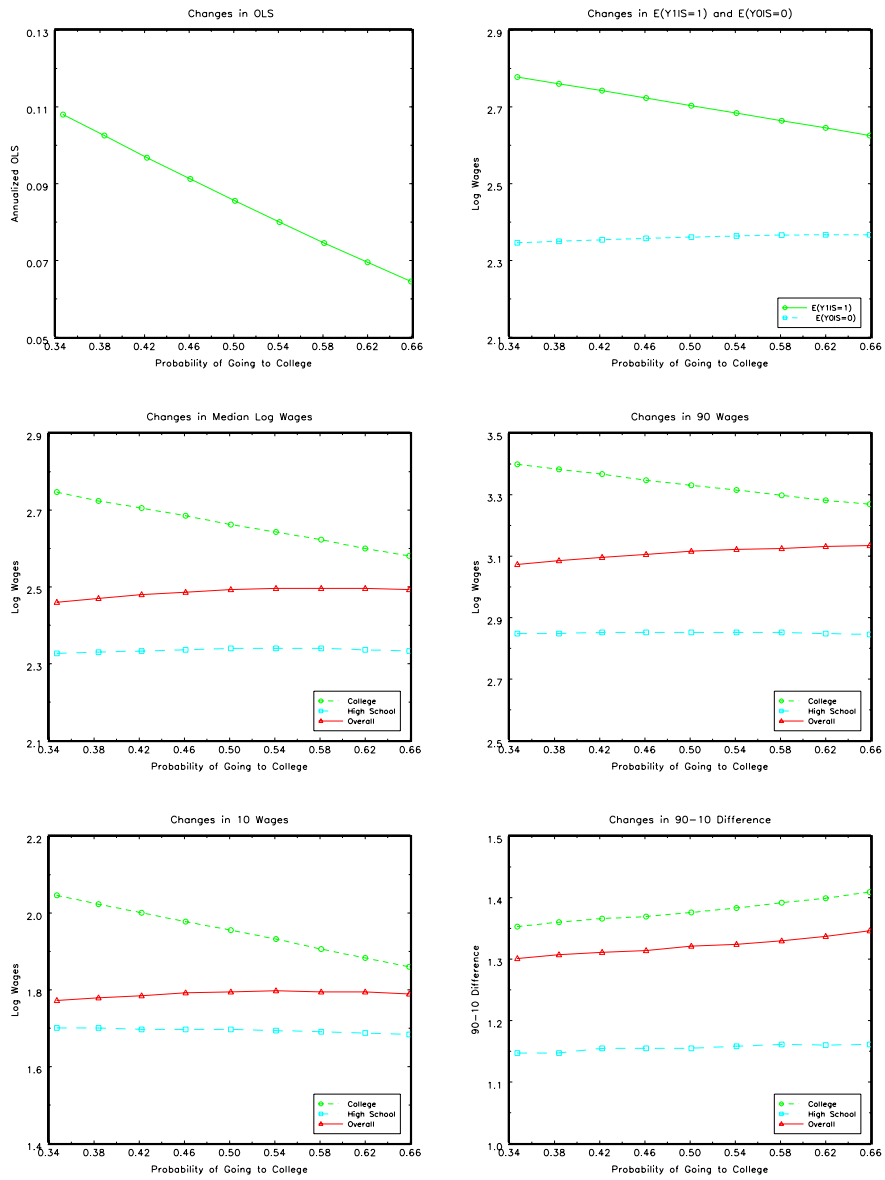 Changes in OLS
0.13
0.11
0.09
0.07
0.05
Annualized OLS
0.34 0.38 0.42 0.46 0.50 0.54 0.58 0.62 0.66
Probability of Going to College
Changes in E(Y1IS=1) and E(Y0IS=0)
2.9
2.7
2.5
2.3
2.1
Log Wages
E(Y1IS=1)
E(Y0IS=0)
0.34 0.38 0.42 0.46 0.50 0.54 0.58 0.62 0.66
Probability of Going to College
Changes in Median Log Wages
2.9
2.7
2.5
2.3
2.1
Log Wages
College
High School
Overall
0.34 0.38 0.42 0.46 0.50 0.54 0.58 0.62 0.66
Probability of Going to College
Changes in 90 Wages
3.5
3.3
3.1
2.9
2.7
2.5
Log Wages
College
High School
Overall
0.34 0.38 0.42 0.46 0.50 0.54 0.58 0.62 0.66
Probability of Going to College
Changes in 10 Wages
2.2
2.0
1.8
1.6
1.4
Log Wages
College
High School
Overall
0.34 0.38 0.42 0.46 0.50 0.54 0.58 0.62 0.66
Probability of Going to College
Changes in 90-10 Difference
1.5
1.4
1.3
1.2
1.1
1.0
90-10 Difference
College
High School
Overall
0.34 0.38 0.42 0.46 0.50 0.54 0.58 0.62 0.66
Probability of Going to College